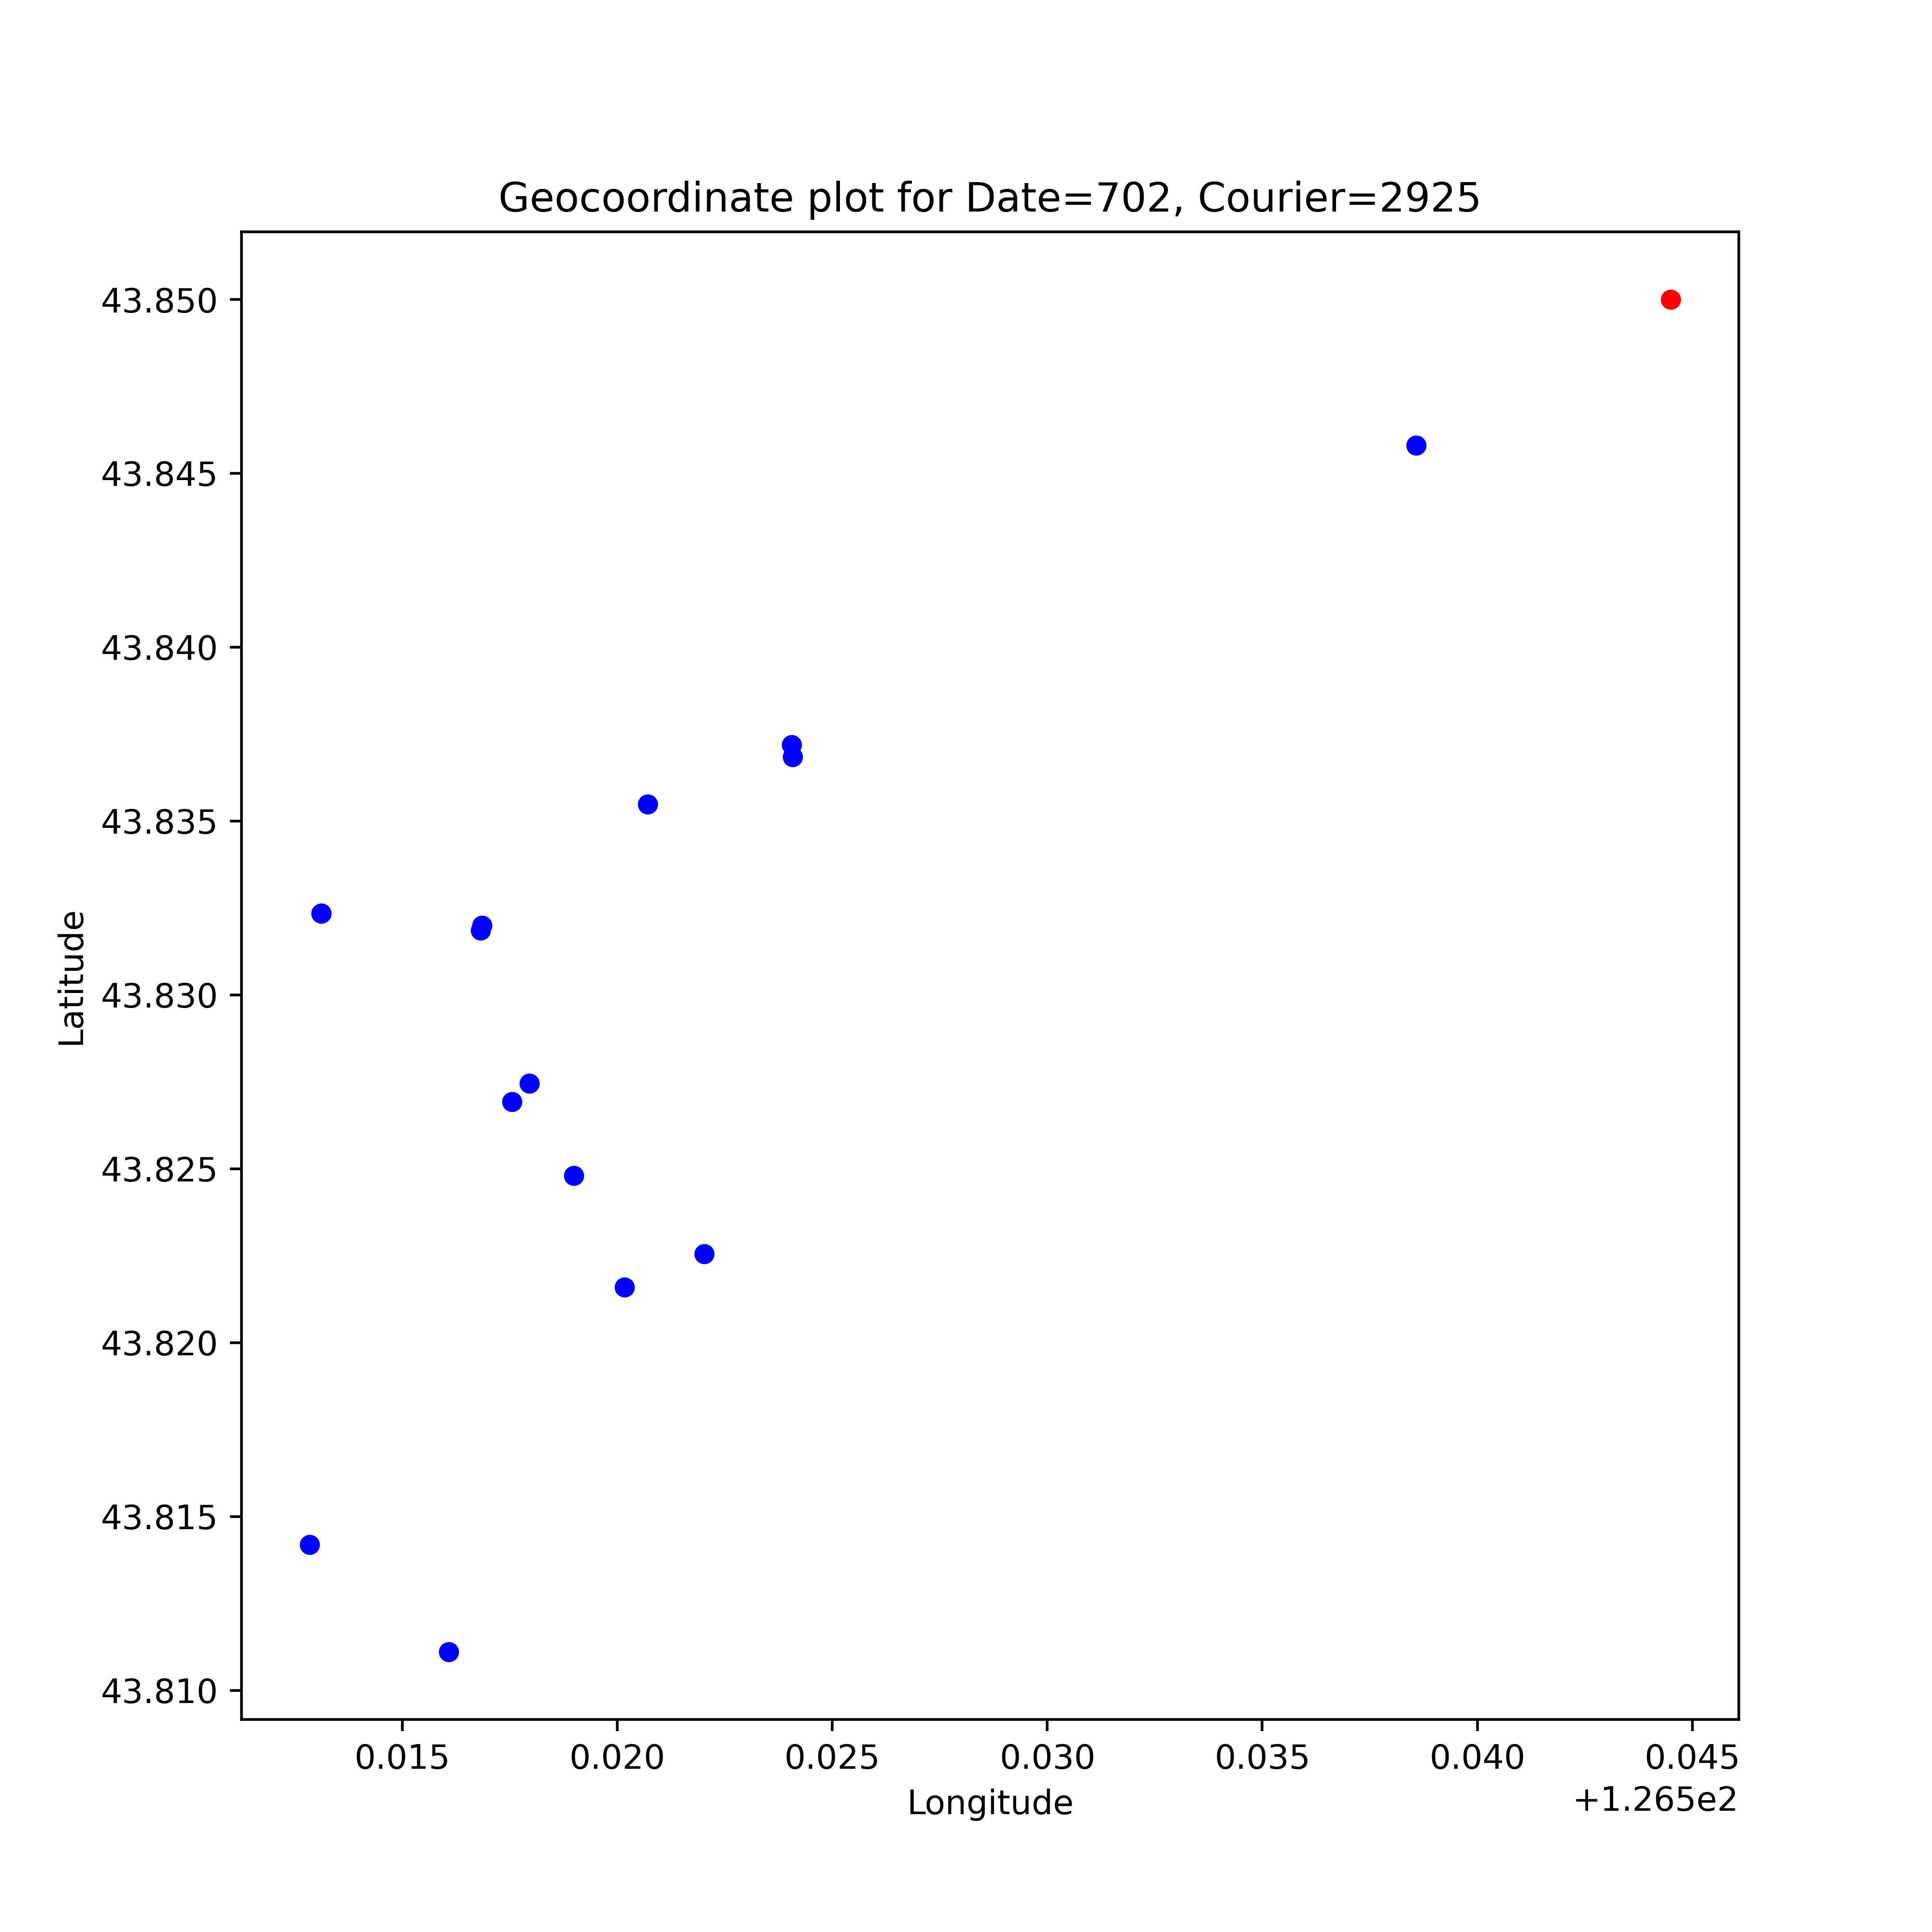 Geocoordinate plot for Date=702, Courier=2925
43.850
43.845
43.840
43.835
43.830
43.825
43.820
43.815
43.810
Latitude
0.015 0.020 0.025 0.030 0.035 0.040 0.045
+1.265e2
Longitude